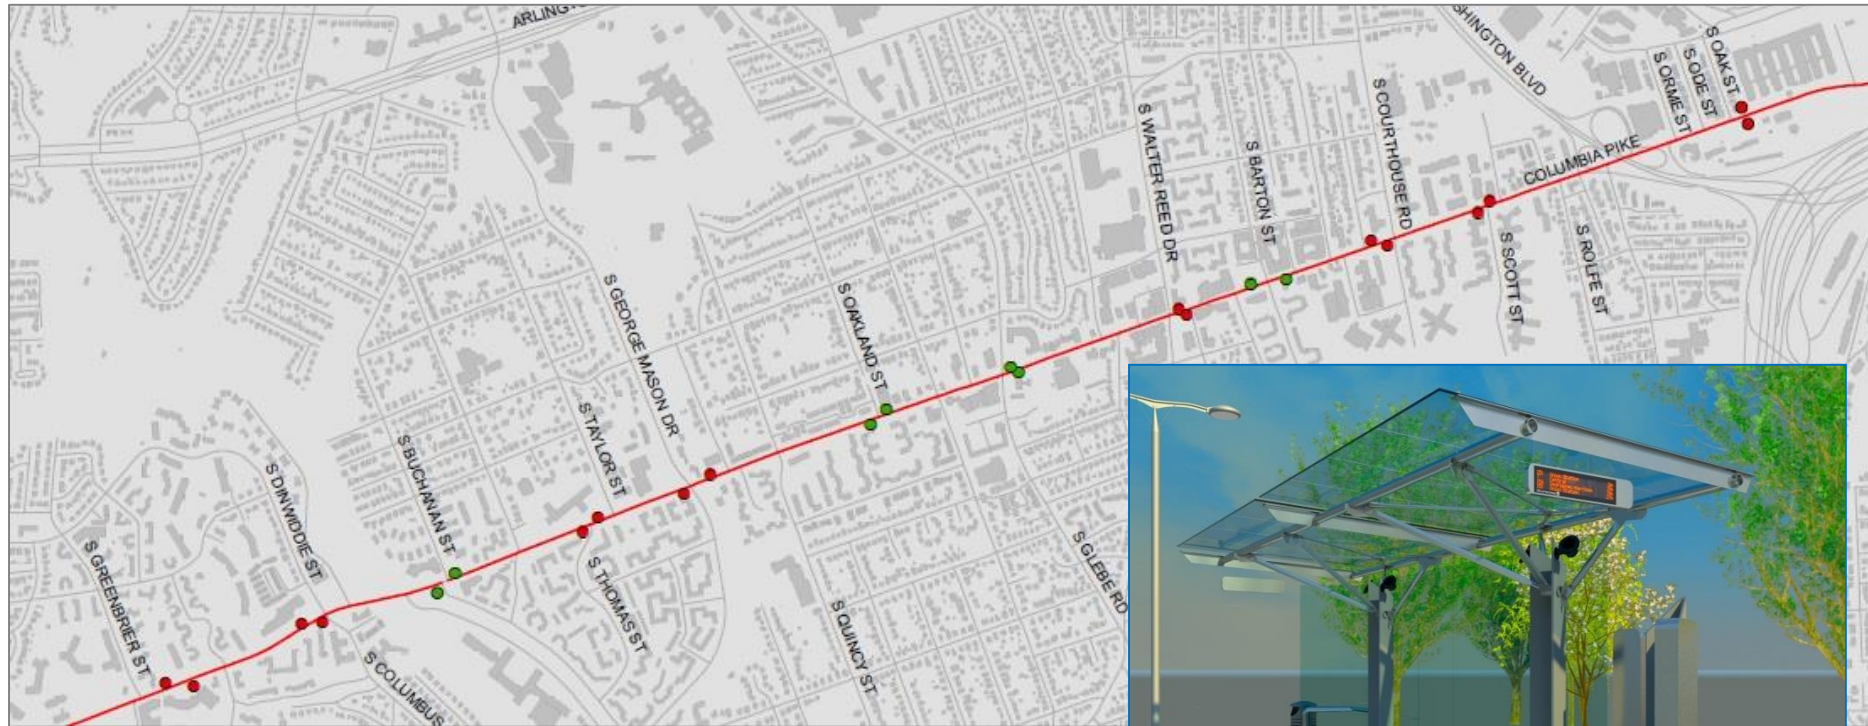 ARLINGT
SHINGTON BLVD
S OAK ST
S ODE ST
S ORME ST
S COURTHOUSE RD
S WALTER REED DR
S BARTON ST
COLUMBIA PIKE
S SCOTT ST
S ROLFE ST
S GEORGE MASON DR
S OAKLAND ST
S TAYLOR ST
S BUCHANAN ST
S DINWIDDIE ST
S GREENBRIER ST
S THOMAS ST
S GLEBE RD
S QUINCY ST
S COLUMBUS